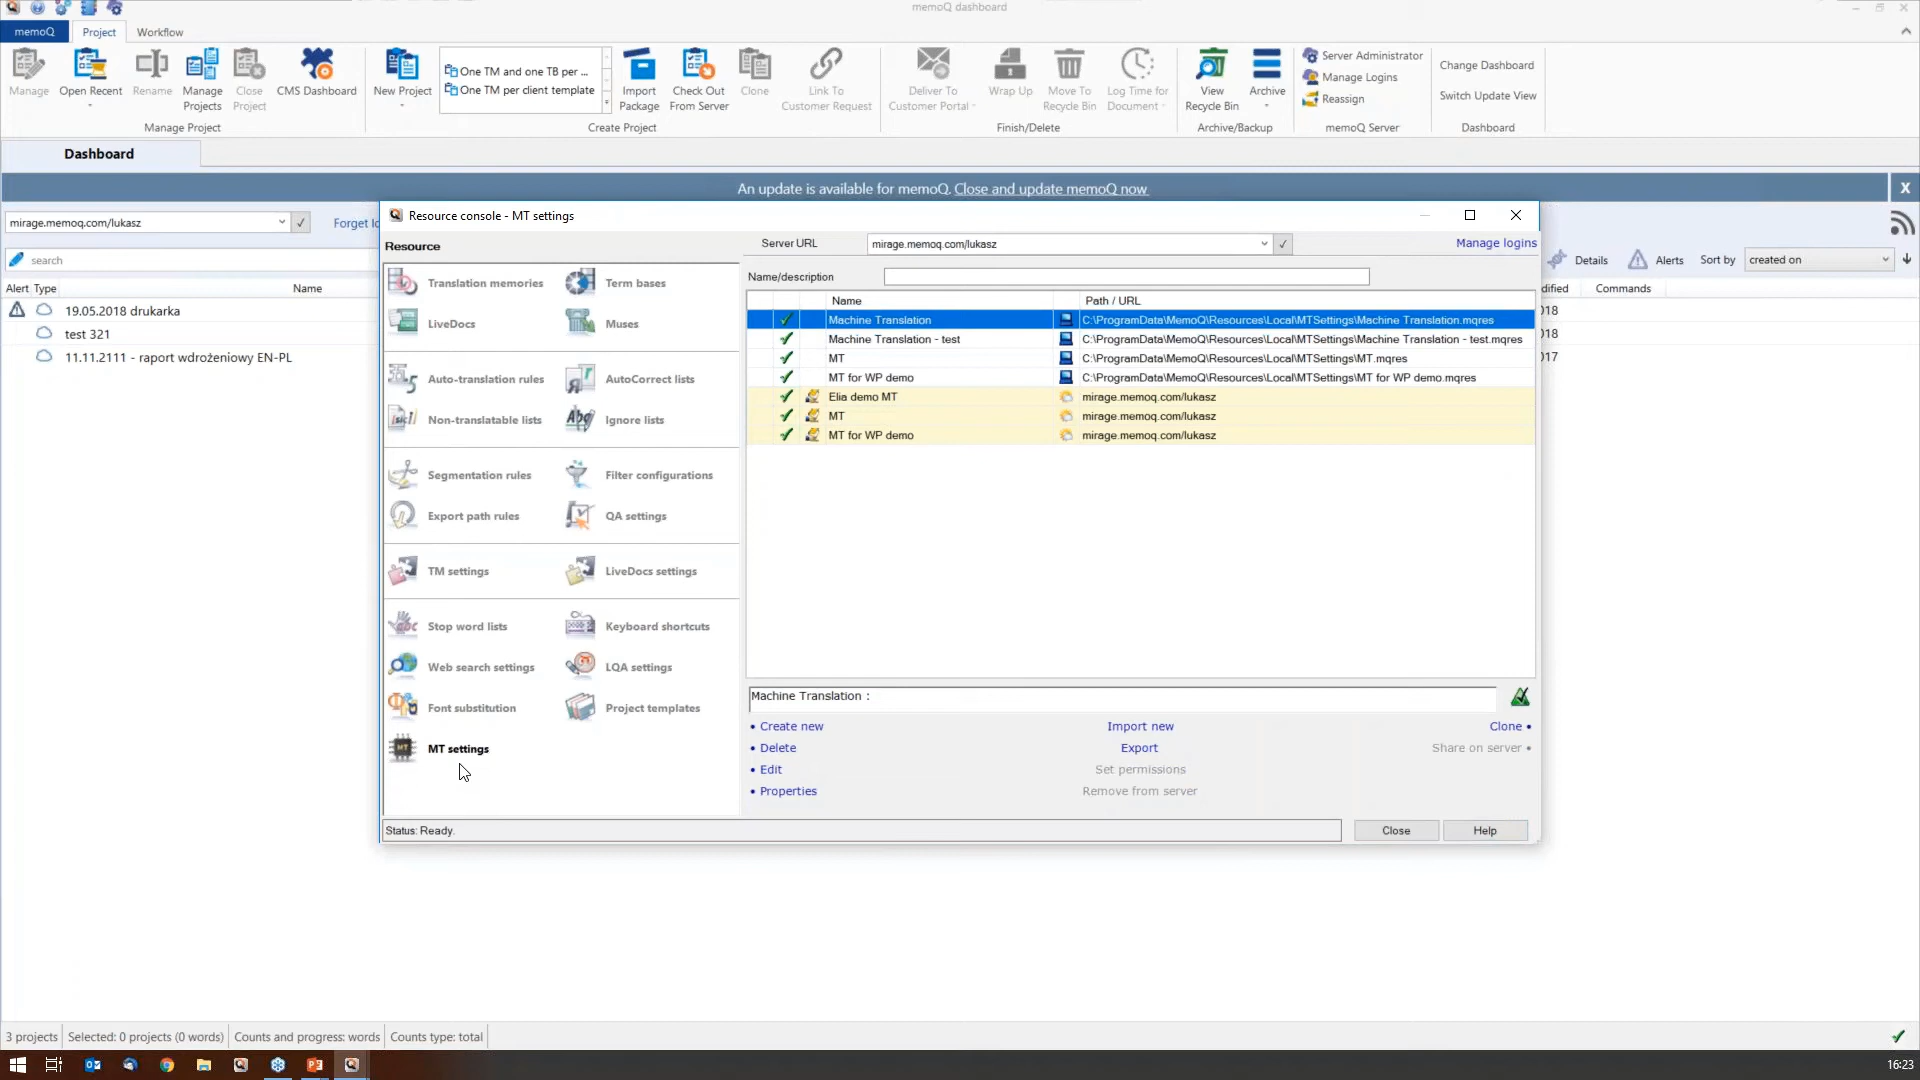 memoQ dashboard
memoQ
Project
Workflow
Manage
Open Recent
Rename
Manage Projects
Close Project
CMS Dashboard
Manage Project
New Project
One TM and one TB per ...
One TM per client template
Import Package
Check Out From Server
Clone
Link To Customer Request
Create Project
Deliver To Customer Portal
Wrap Up
Move To Recycle Bin
Log Time for Document
Finish/Delete
View Recycle Bin
Archive
Archive/Backup
Server Administrator
Manage Logins
Reassign
memoQ Server
Change Dashboard
Switch Update View
Dashboard
Dashboard
An update is available for memoQ. Close and update memoQ now
X
mirage.memoq.com/lukasz
Forget lo
search
Details
Alerts
Sort by
created on
Alert Type Name
dified
Commands
19.05.2018 drukarka
018
test 321
018
11.11.2111 - raport wdrożeniowy EN-PL
017
Resource console - MT settings
Resource
Translation memories
Term bases
LiveDocs
Muses
Auto-translation rules
AutoCorrect lists
Non-translatable lists
Ignore lists
Segmentation rules
Filter configurations
Export path rules
QA settings
TM settings
LiveDocs settings
Stop word lists
Keyboard shortcuts
Web search settings
LQA settings
Font substitution
Project templates
MT settings
Server URL
mirage.memoq.com/lukasz
Manage logins
Name/description
Name Path / URL
Machine Translation C:\ProgramData\MemoQ\Resources\Local\MTSettings\Machine Translation.mqres
Machine Translation - test C:\ProgramData\MemoQ\Resources\Local\MTSettings\Machine Translation - test.mqres
MT C:\ProgramData\MemoQ\Resources\Local\MTSettings\MT.mqres
MT for WP demo C:\ProgramData\MemoQ\Resources\Local\MTSettings\MT for WP demo.mqres
Elia demo MT mirage.memoq.com/lukasz
MT mirage.memoq.com/lukasz
MT for WP demo mirage.memoq.com/lukasz
Machine Translation :
• Create new
Import new
Clone •
• Delete
Export
Share on server •
• Edit
Set permissions
• Properties
Remove from server
Status: Ready.
Close
Help
3 projects
Selected: 0 projects (0 words)
Counts and progress: words
Counts type: total
16:23